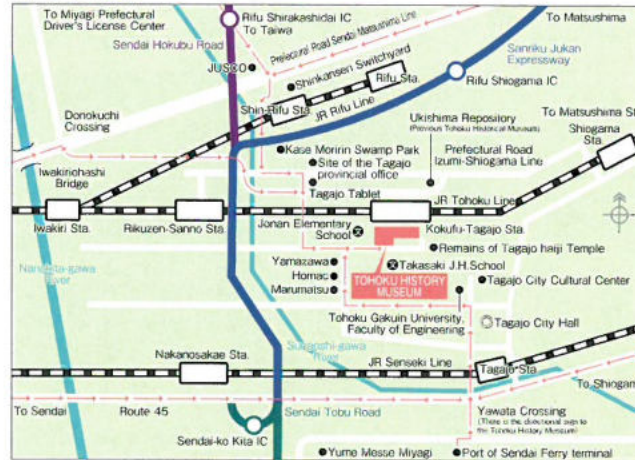 To Miyagi Prefectural
Driver's License Center
Rifu Shirakashidai IC
To Taiwa
To Matsushima
Sendai Hokubu Road
Prefectural Road Sendai Matsushima Line
JUSCO
Sanriku Jukan
Expressway
Shinkansen Switchyard
Rifu Sta.
Rifu Shiogama IC
Shin-Rifu Sta.
JR Rifu Line
Donokuchi
Crossing
Ukishima Repository
(Previous Tohoku Historical Museum)
To Matsushima Sta.
Shiogama
Sta.
Kase Moririn Swamp Park
Prefectural Road
Izumi-Shiogama Line
Site of the Tagajo
provincial office
Iwakiriohashi
Bridge
Tagajo Tablet
JR Tohoku Line
Iwakiri Sta.
Rikuzen-Sanno Sta.
Jonan Elementary
School
Kokufu-Tagajo Sta.
Remains of Tagajo haiji Temple
Yamazawa
Takasaki J.H.School
Homac
TOHOKU HISTORY
MUSEUM
Tagajo City Cultural Center
Marumatsu
River
Tohoku Gakuin University,
Faculty of Engineering
Tagajo City Hall
River
Nakanosakae Sta.
JR Senseki Line
Tagajo Sta.
To Shiogama
To Sendai
Route 45
Sendai Tobu Road
Yawata Crossing
(There is the directional sign to
the Tohoku History Museum)
Sendai-ko Kita IC
Yume Messe Miyagi
Port of Sendai Ferry terminal